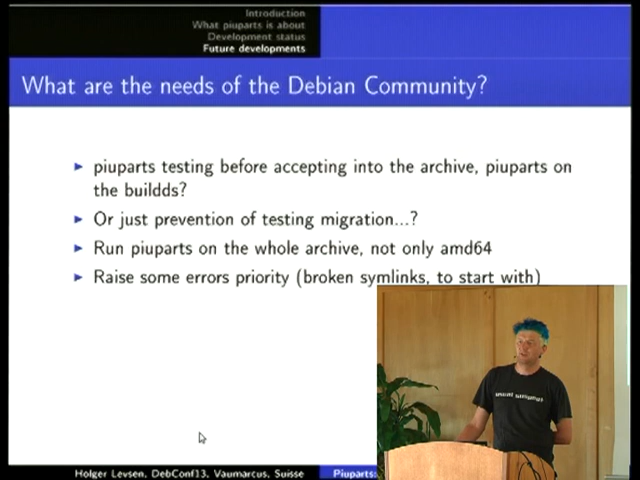 Introduction
What piuparts is about
Development status
Future developments
What are the needs of the Debian Community?
piuparts testing before accepting into the archive, piuparts on
the buildds?
Or just prevention of testing migration...?
Run piuparts on the whole archive, not only amd64
Raise some errors priority (broken symlinks, to start with)
Holger Levsen, DebConf13, Vaumarcus, Suisse
Piuparts: